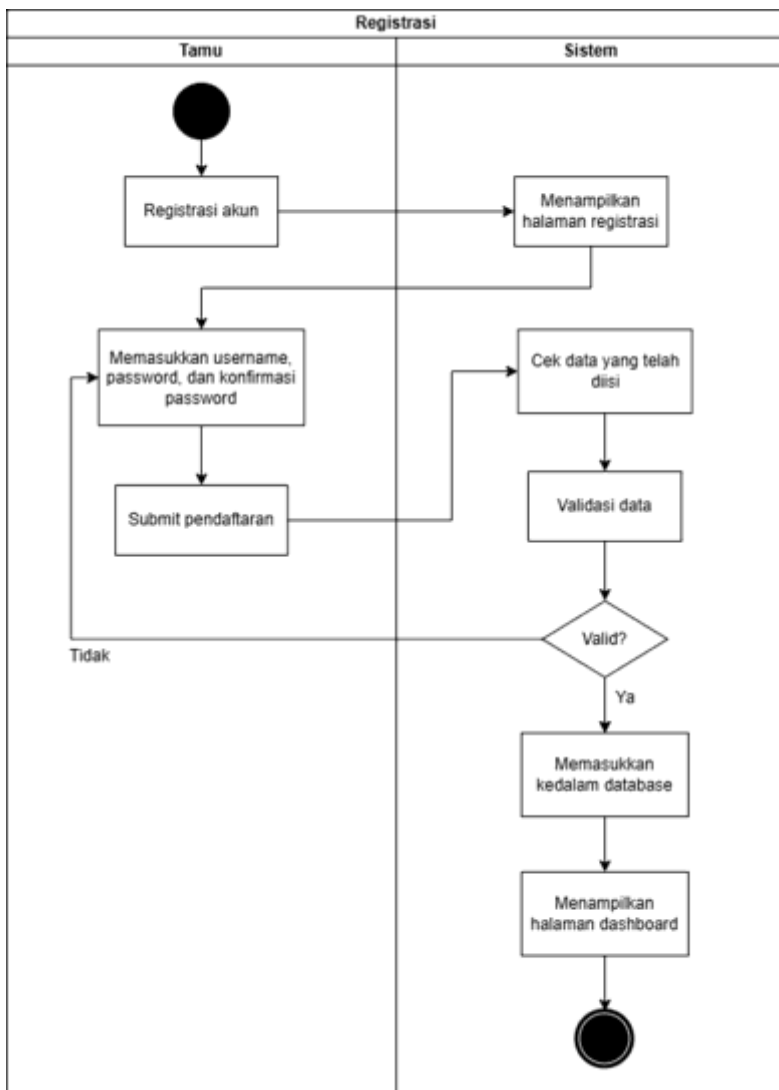 Registrasi
Tamu
Sistem
Registrasi akun
Menampilkan
halaman registrasi
Memasukkan username,
password, dan konfirmasi
password
Cek data yang telah
diisi
Submit pendaftaran
Validasi data
Valid?
Tidak
Ya
Memasukkan
kedalam database
Menampilkan
halaman dashboard